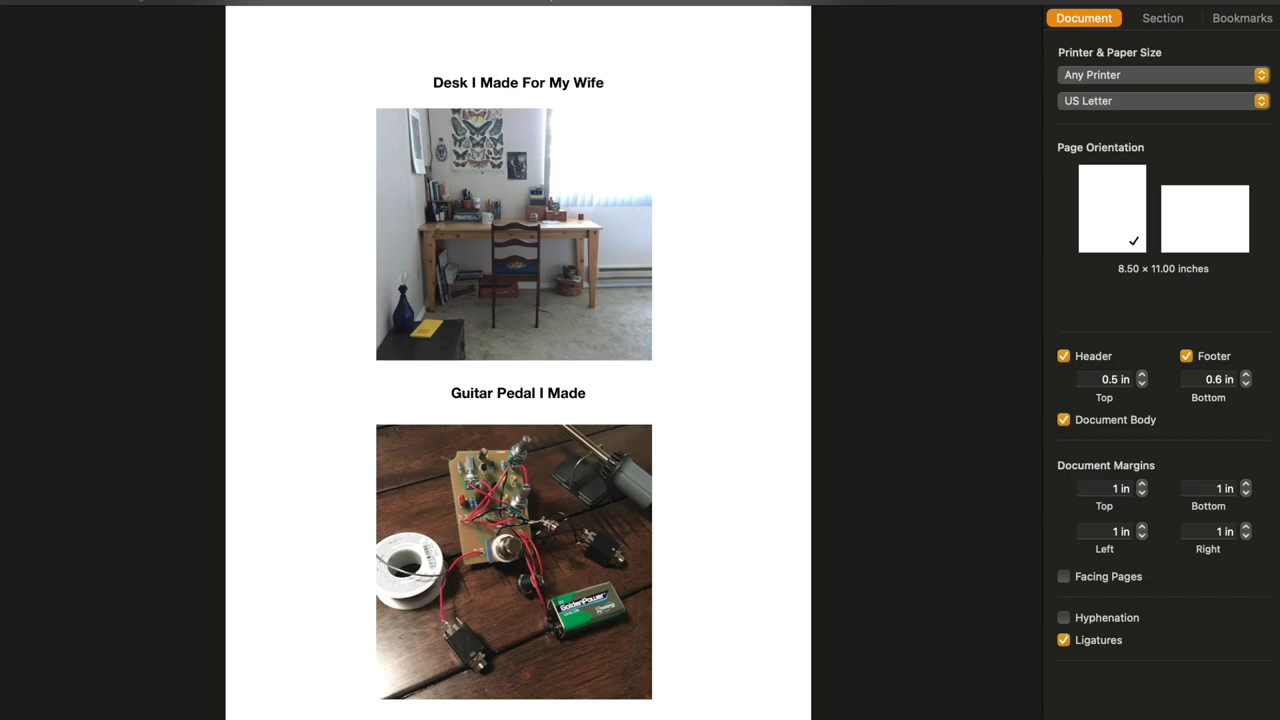 Document Section Bookmarks
Desk I Made For My Wife
Guitar Pedal I Made
GoldenPower
Printer & Paper Size
Any Printer
US Letter
Page Orientation
8.50 × 11.00 inches
Header Footer
0.5 in 0.6 in
Top Bottom
Document Body
Document Margins
1 in 1 in
Top Bottom
1 in 1 in
Left Right
Facing Pages
Hyphenation
Ligatures